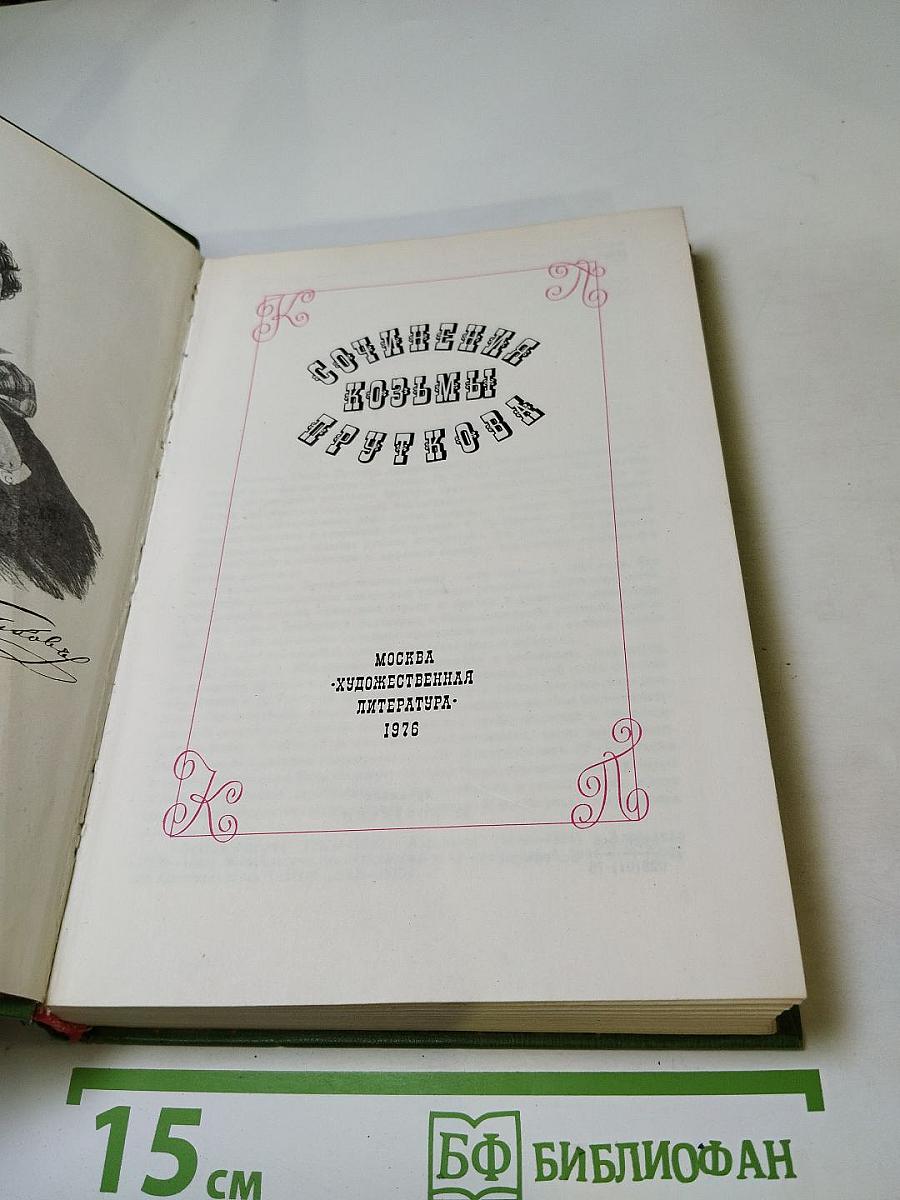 К П
СОЧИНЕНИЯ
КОЗЬМЫ
ПРУТКОВА
МОСКВА
«ХУДОЖЕСТВЕННАЯ
ЛИТЕРАТУРА»
1976
К П
15 см
БФ БИБЛИОФАН